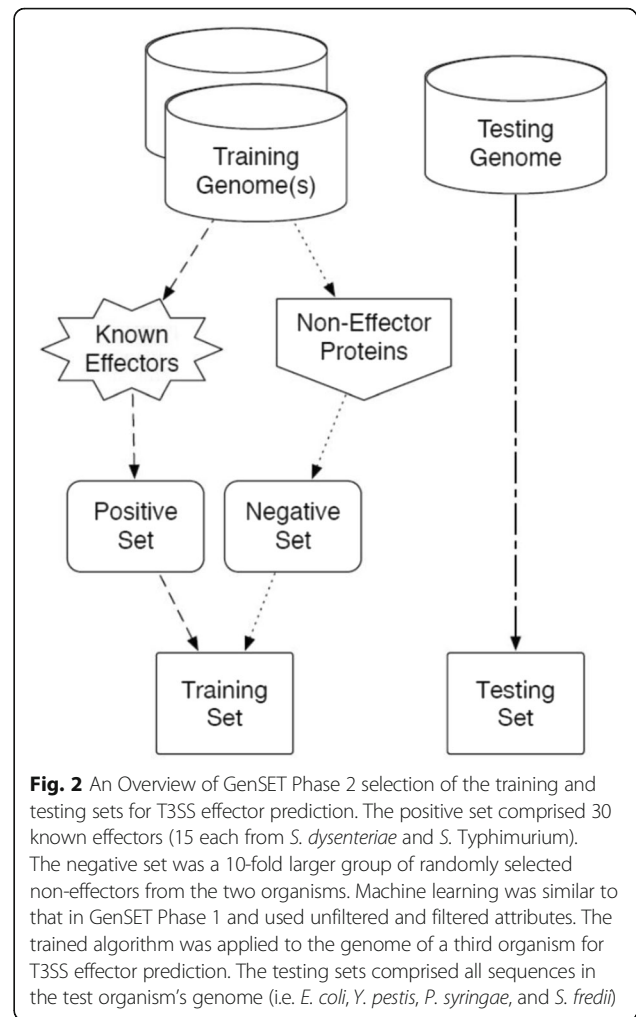 Training
Genome(s)
Testing
Genome
Known
Effectors
Non-Effector
Proteins
Positive
Set
Negative
Set
Training
Set
Testing
Set
Fig. 2 An Overview of GenSET Phase 2 selection of the training and
testing sets for T3SS effector prediction. The positive set comprised 30
known effectors (15 each from S. dysenteriae and S. Typhimurium).
The negative set was a 10-fold larger group of randomly selected
non-effectors from the two organisms. Machine learning was similar to
that in GenSET Phase 1 and used unfiltered and filtered attributes. The
trained algorithm was applied to the genome of a third organism for
T3SS effector prediction. The testing sets comprised all sequences in
the test organism's genome (i.e. E. coli, Y. pestis, P. syringae, and S. fredii)